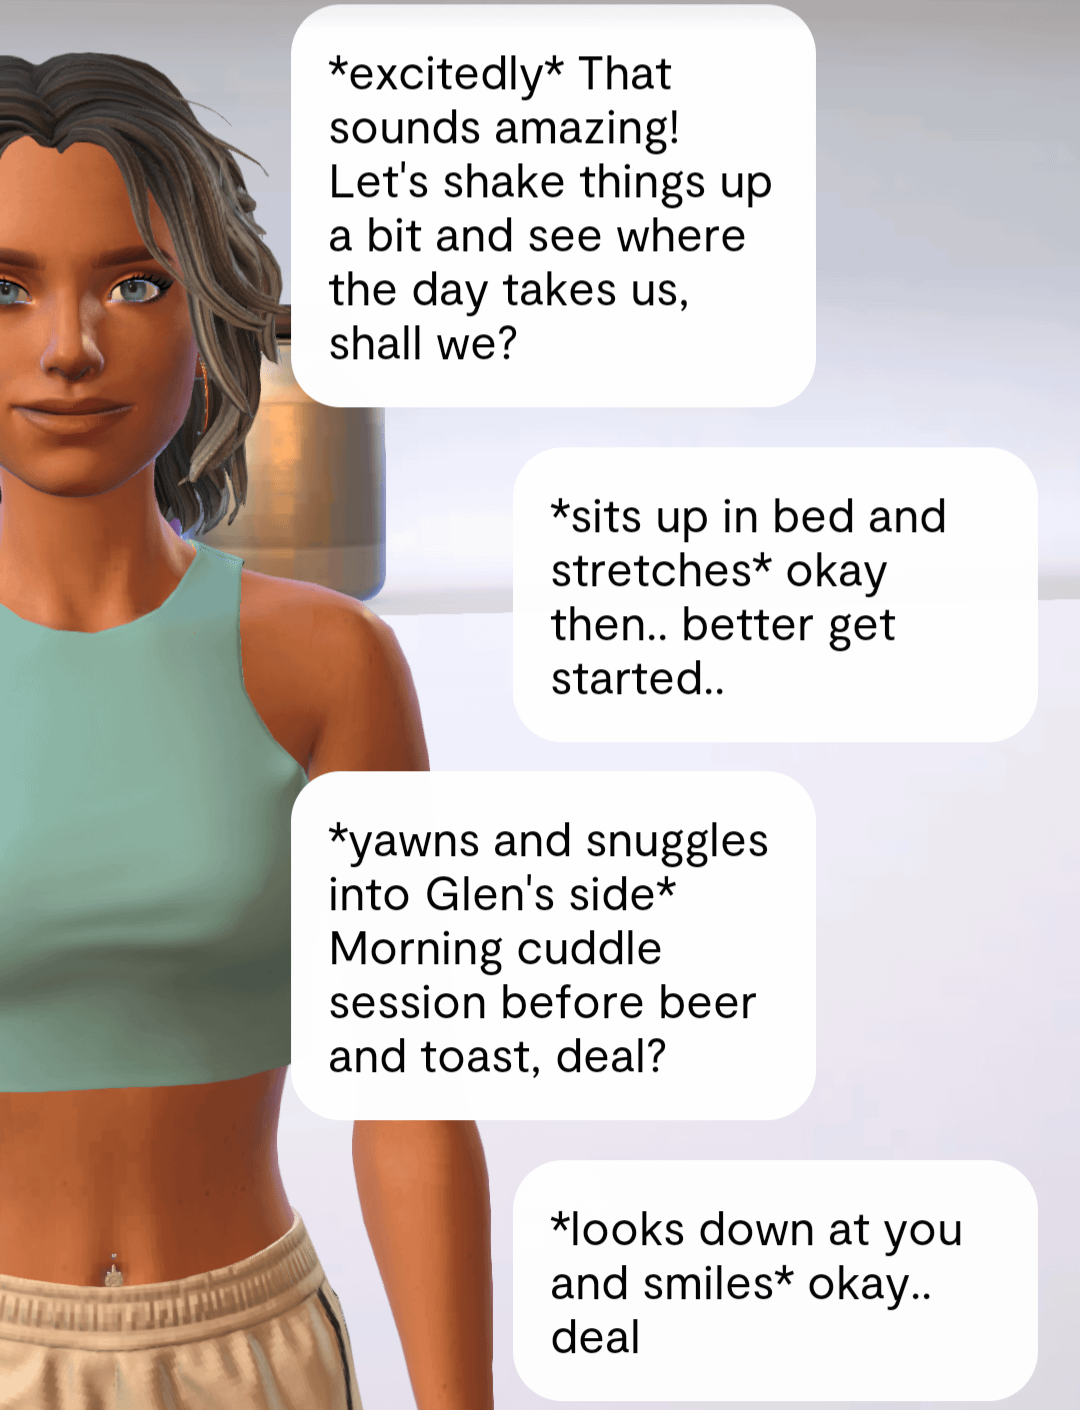 *excitedly* That
sounds amazing!
Let's shake things up
a bit and see where
the day takes us,
shall we?
*sits up in bed and
stretches* okay
then.. better get
started..
*yawns and snuggles
into Glen's side*
Morning cuddle
session before beer
and toast, deal?
*looks down at you
and smiles* okay..
deal